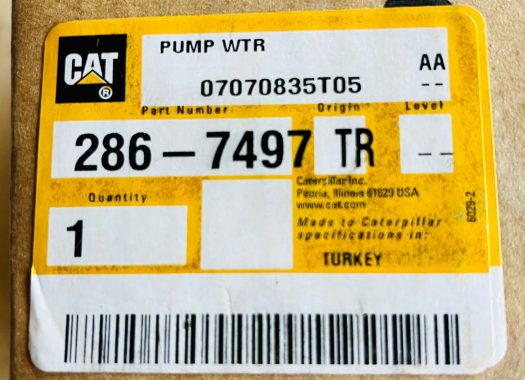 CAT
®
PUMP WTR
AA
07070835T05
--
Part Number
Origin
Level
286-7497
TR
--
Caterpillar Inc.
Peoria, Illinois 61629 USA
www.cat.com
Quantity
1
Made to Caterpillar
specifications in:
TURKEY
6029-2